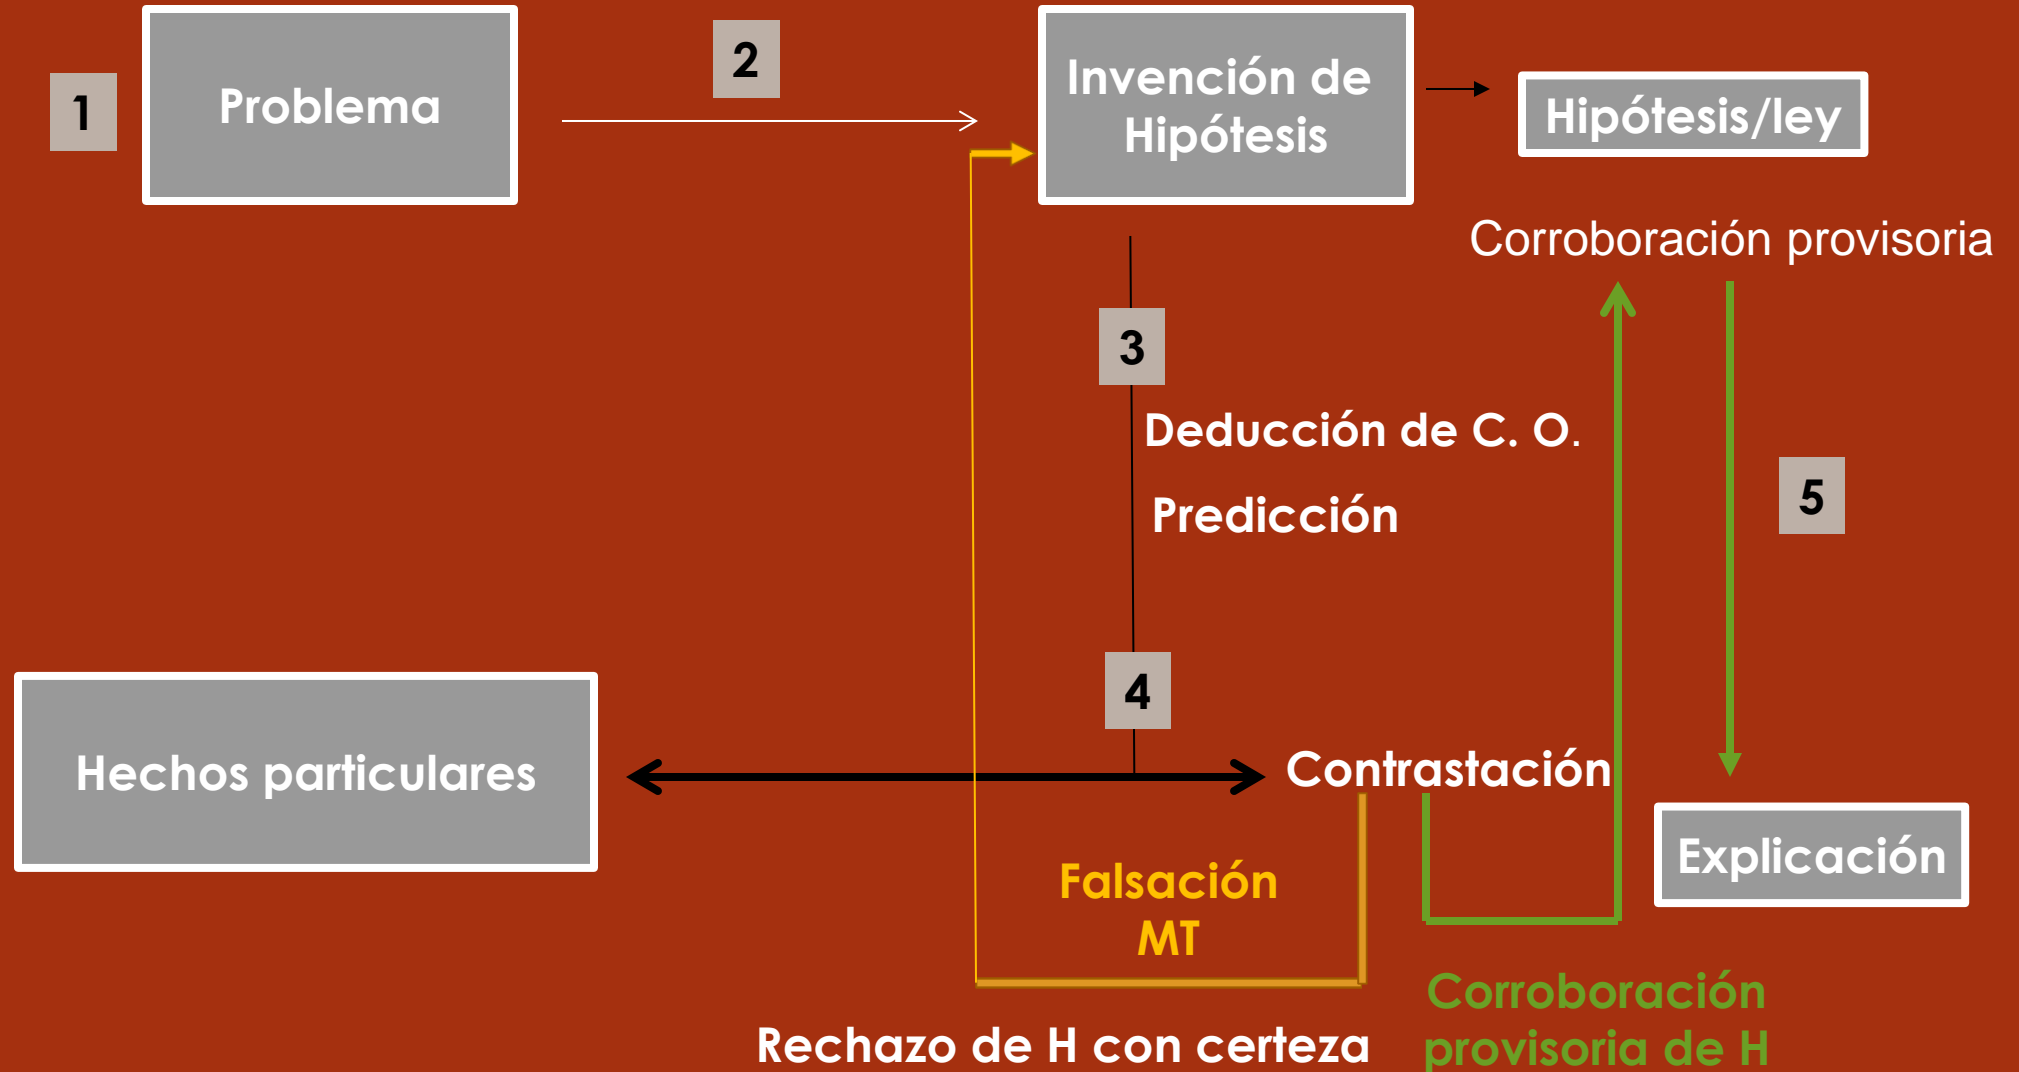 1
Problema
2
Invención de
Hipótesis
Hipótesis/ley
Corroboración provisoria
3
Deducción de C. O.
Predicción
5
4
Hechos particulares
Contrastación
Explicación
Falsación
MT
Rechazo de H con certeza
Corroboración
provisoria de H